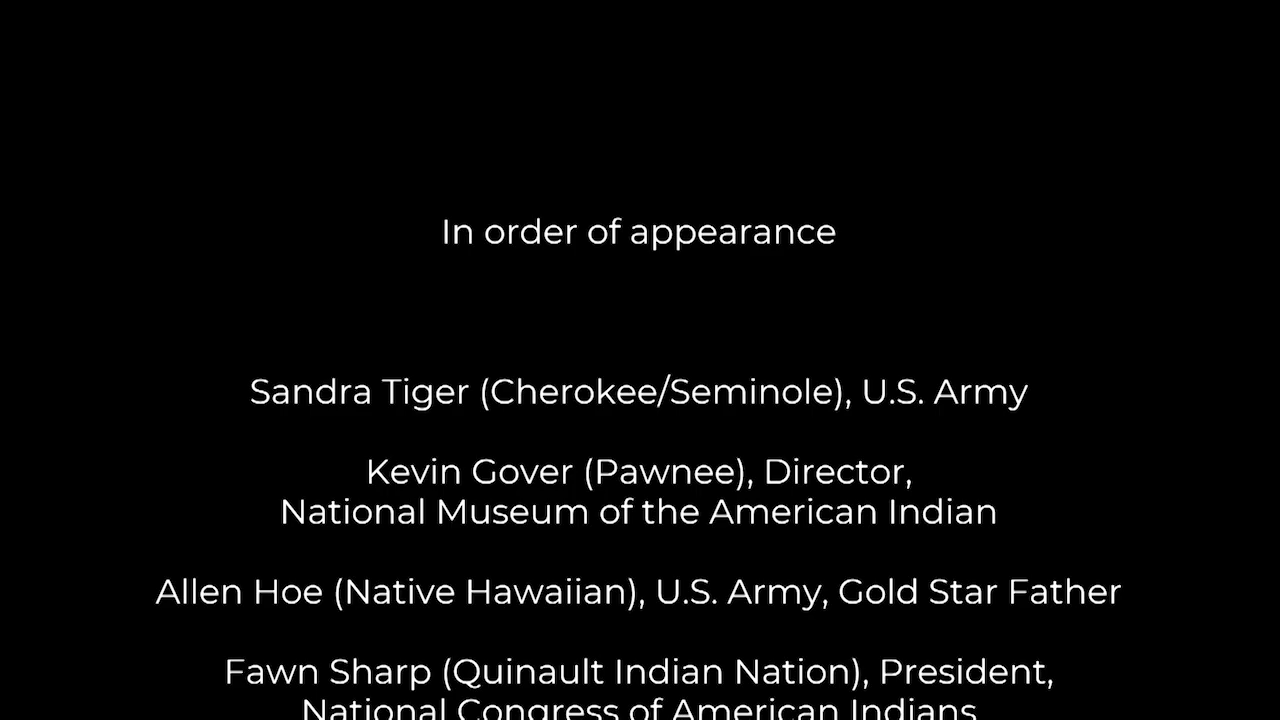 In order of appearance
Sandra Tiger (Cherokee/Seminole), U.S. Army
Kevin Gover (Pawnee), Director,
National Museum of the American Indian
Allen Hoe (Native Hawaiian), U.S. Army, Gold Star Father
Fawn Sharp (Quinault Indian Nation), President,
National Congress of American Indians